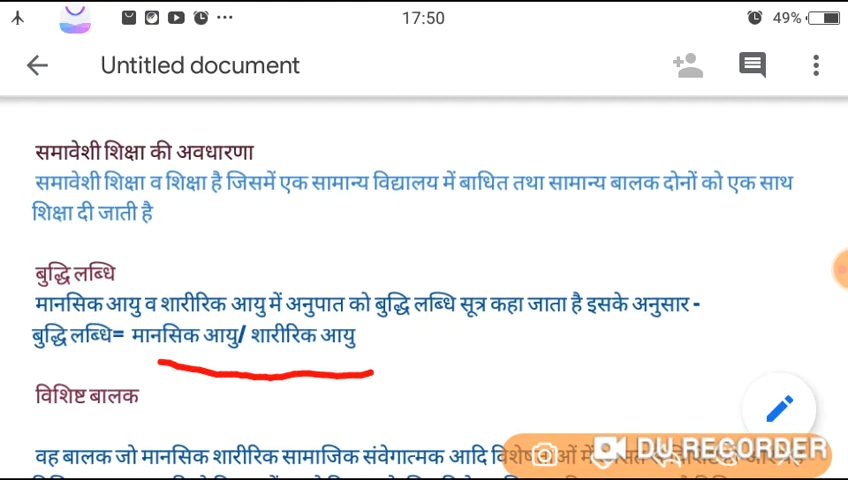 17:50
49%
Untitled document
समावेशी शिक्षा की अवधारणा
समावेशी शिक्षा व शिक्षा है जिसमें एक सामान्य विद्यालय में बाधित तथा सामान्य बालक दोनों को एक साथ
शिक्षा दी जाती है
बुद्धि लब्धि
मानसिक आयु व शारीरिक आयु में अनुपात को बुद्धि लब्धि सूत्र कहा जाता है इसके अनुसार -
बुद्धि लब्धि= मानसिक आयु/ शारीरिक आयु
विशिष्ट बालक
वह बालक जो मानसिक शारीरिक सामाजिक संवेगात्मक आदि
DU RECORDER